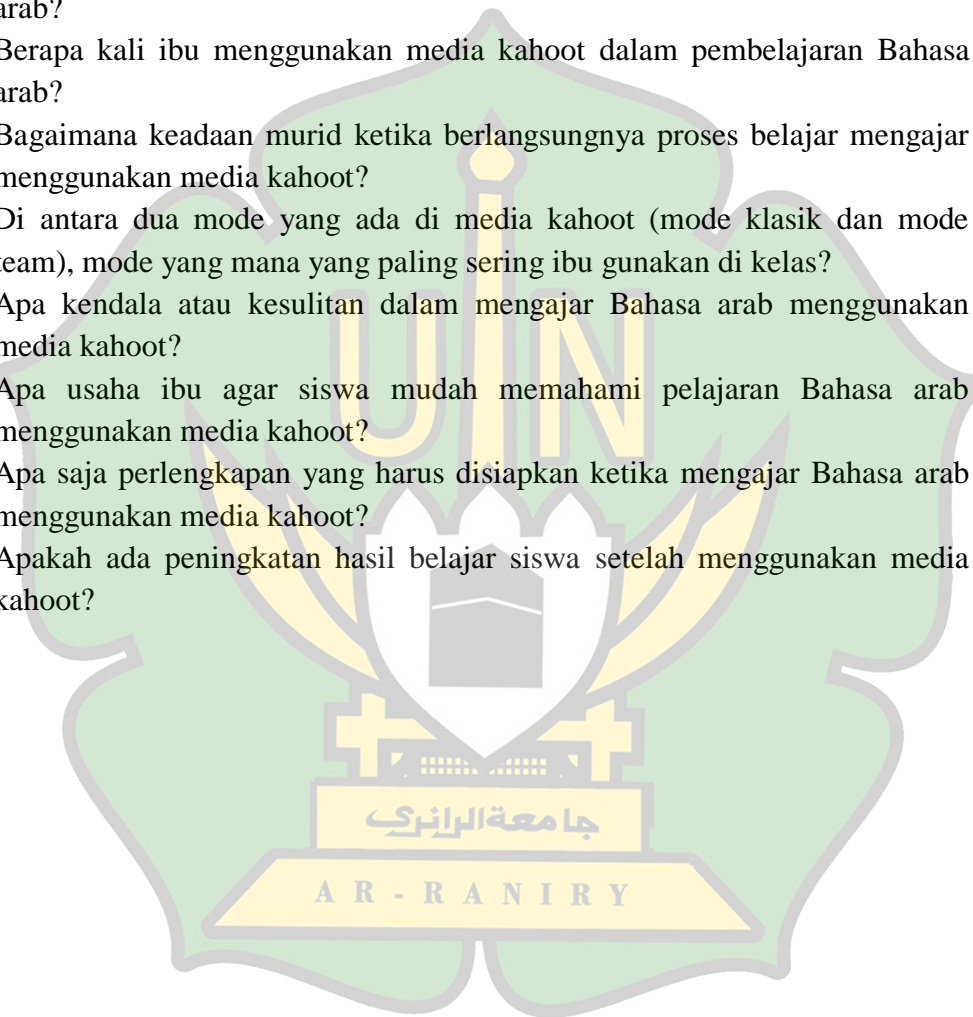 arab?
Berapa kali ibu menggunakan media kahoot dalam pembelajaran Bahasa
arab?
Bagaimana keadaan murid ketika berlangsungnya proses belajar mengajar
menggunakan media kahoot?
Di antara dua mode yang ada di media kahoot (mode klasik dan mode
team), mode yang mana yang paling sering ibu gunakan di kelas?
Apa kendala atau kesulitan dalam mengajar Bahasa arab menggunakan
media kahoot?
Apa usaha ibu agar siswa mudah memahami pelajaran Bahasa arab
menggunakan media kahoot?
Apa saja perlengkapan yang harus disiapkan ketika mengajar Bahasa arab
menggunakan media kahoot?
Apakah ada peningkatan hasil belajar siswa setelah menggunakan media
kahoot?
UIN
جامعةالرانري
AR-RANIRY